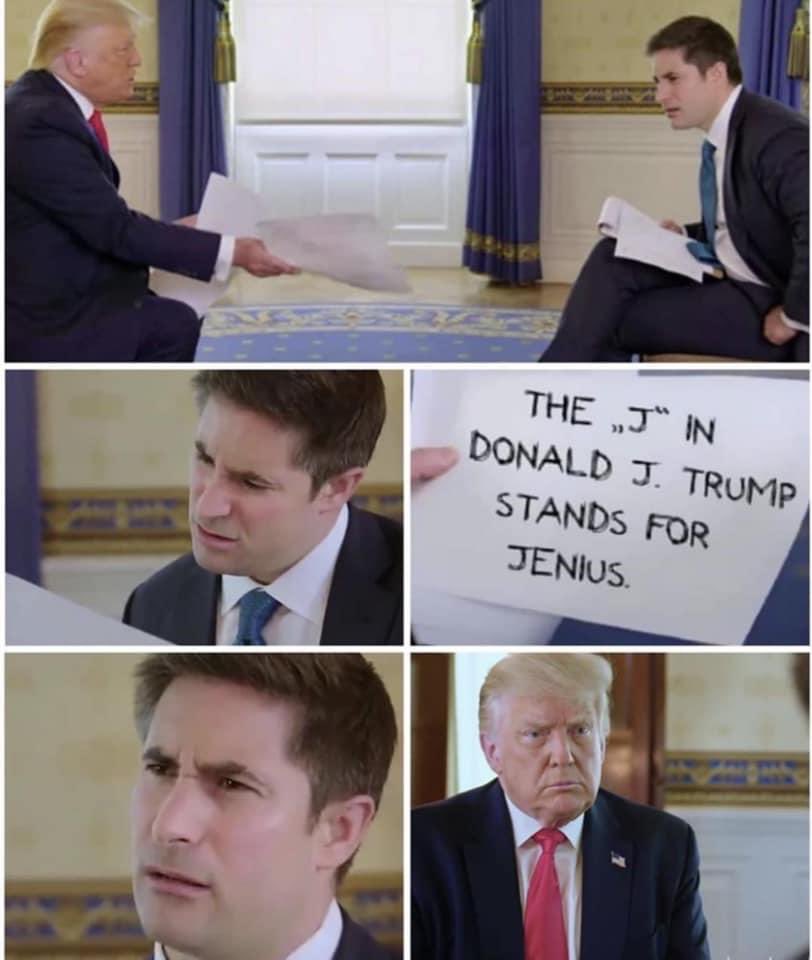 THE „J“ IN
DONALD J. TRUMP
STANDS FOR
JENIUS.